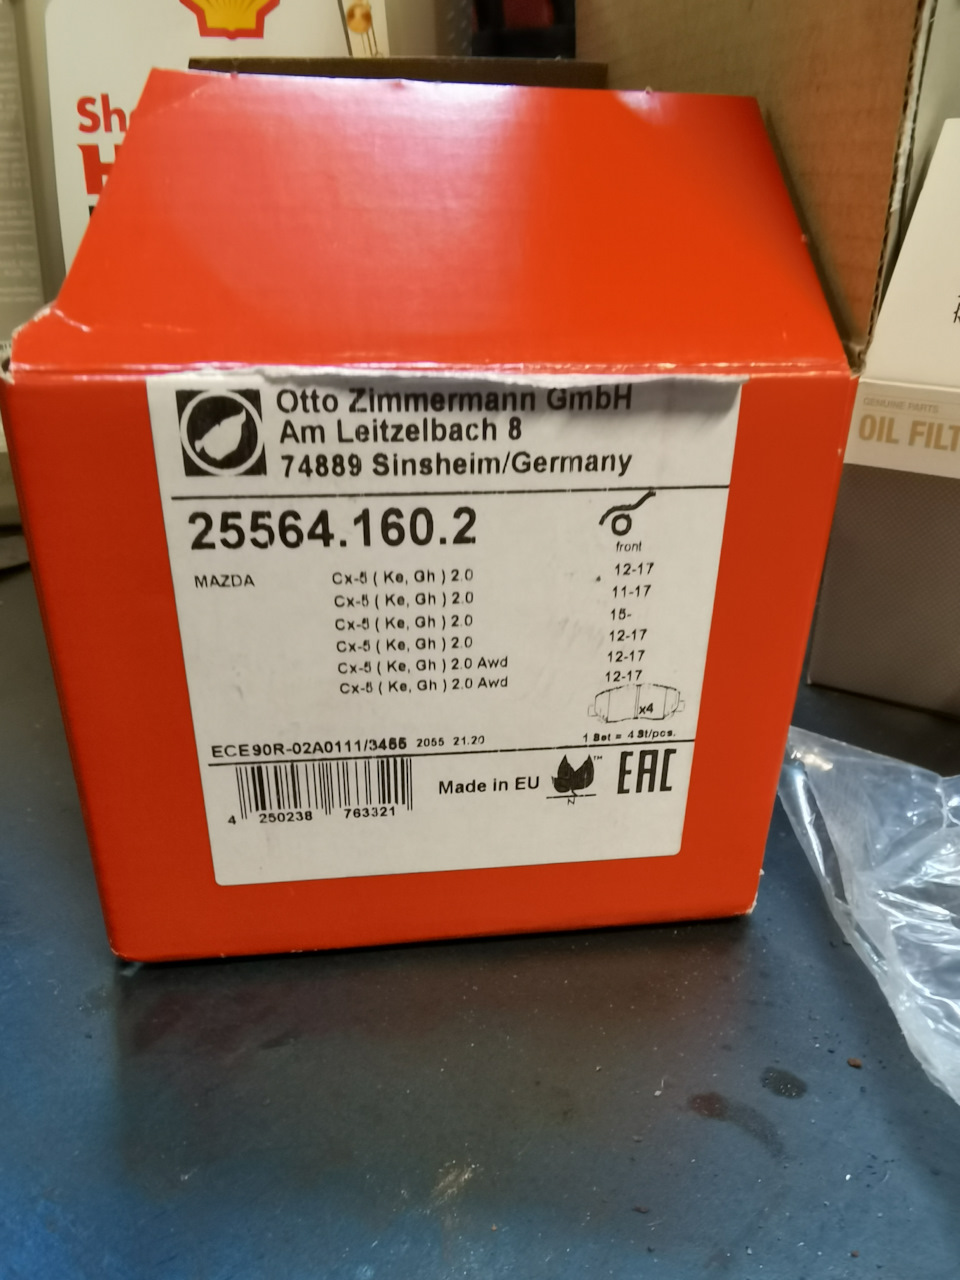 Otto Zimmermann GmbH
Am Leitzelbach 8
74889 Sinsheim/Germany
25564.160.2
front
MAZDA Cx-5 ( Ke, Gh ) 2.0 12-17
Cx-5 ( Ke, Gh ) 2.0 11-17
Cx-5 ( Ke, Gh ) 2.0 15-
Cx-5 ( Ke, Gh ) 2.0 12-17
Cx-5 ( Ke, Gh ) 2.0 Awd 12-17
Cx-5 ( Ke, Gh ) 2.0 Awd 12-17
x4
ECE90R-02A0111/3455 2055 21.20 1 Set = 4 St/pcs.
Made in EU ™ EAC
N
4 250238 763321
GENUINE PARTS
OIL FILT
She
H